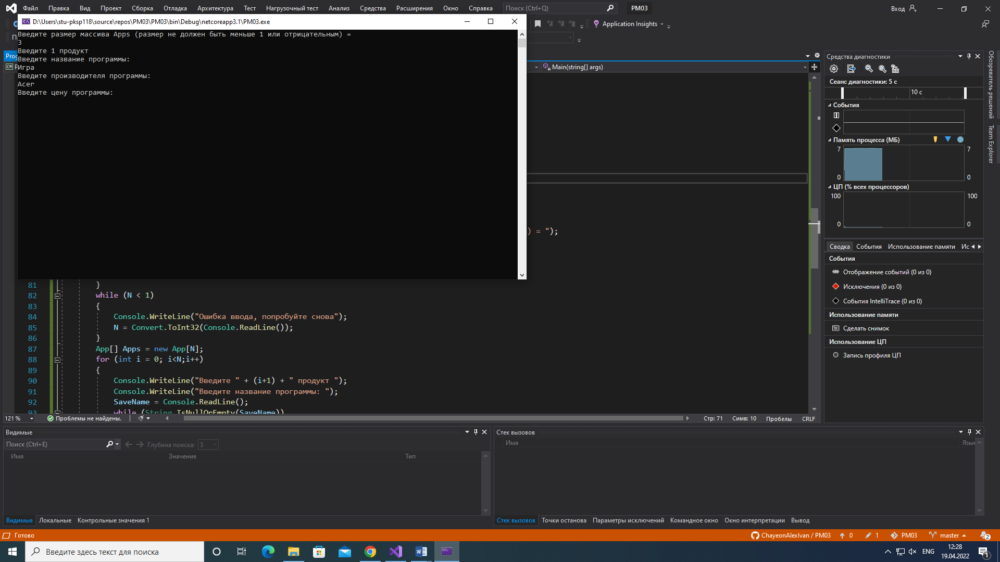 Файл Правка Вид Проект Сборка Отладка Архитектура Тест Нагрузочный тест Анализ Средства Расширения Окно Справка Поиск (Ctrl+Q) PM03 Вход
D:\Users\stu-pksp118\source\repos\PM03\PM03\bin\Debug\netcoreapp3.1\PM03.exe
Application Insights
Введите размер массива Apps (размер не должен быть меньше 1 или отрицательным) =
3
Введите 1 продукт
Введите название программы:
Игра
Введите производителя программы:
Acer
Введите цену программы:
Main(string[] args)
) = ");
81 }
82 while (N < 1)
83 {
84 Console.WriteLine("Ошибка ввода, попробуйте снова");
85 N = Convert.ToInt32(Console.ReadLine());
86 }
87 App[] Apps = new App[N];
88 for (int i = 0; i<N;i++)
89 {
90 Console.WriteLine("Введите " + (i+1) + " продукт ");
91 Console.WriteLine("Введите название программы: ");
92 SaveName = Console.ReadLine();
93 while (String.IsNullOrEmpty(SaveName))
121 % Проблемы не найдены. Стр: 71 Симв: 10 Пробелы CRLF
Средства диагностики
Сеанс диагностики: 5 с
10 с
События
Память процесса (МБ)
7 7
0 0
ЦП (% всех процессоров)
100 100
0 0
Сводка События Использование памяти Ис
События
Отображение событий (0 из 0)
Исключения (0 из 0)
События IntelliTrace (0 из 0)
Использование памяти
Сделать снимок
Использование ЦП
Запись профиля ЦП
Обозреватель решений
Team Explorer
Видимые
Поиск (Ctrl+E) Глубина поиска: 3
Имя Значение Тип
Видимые Локальные Контрольные значения 1
Стек вызовов
Имя Язык
Стек вызовов Точки останова Параметры исключений Командное окно Окно интерпретации Вывод
Готово ChayeonAlexIvan / PM03 0 1 PM03 master 2
Введите здесь текст для поиска
ENG 12:28
19.04.2022 1